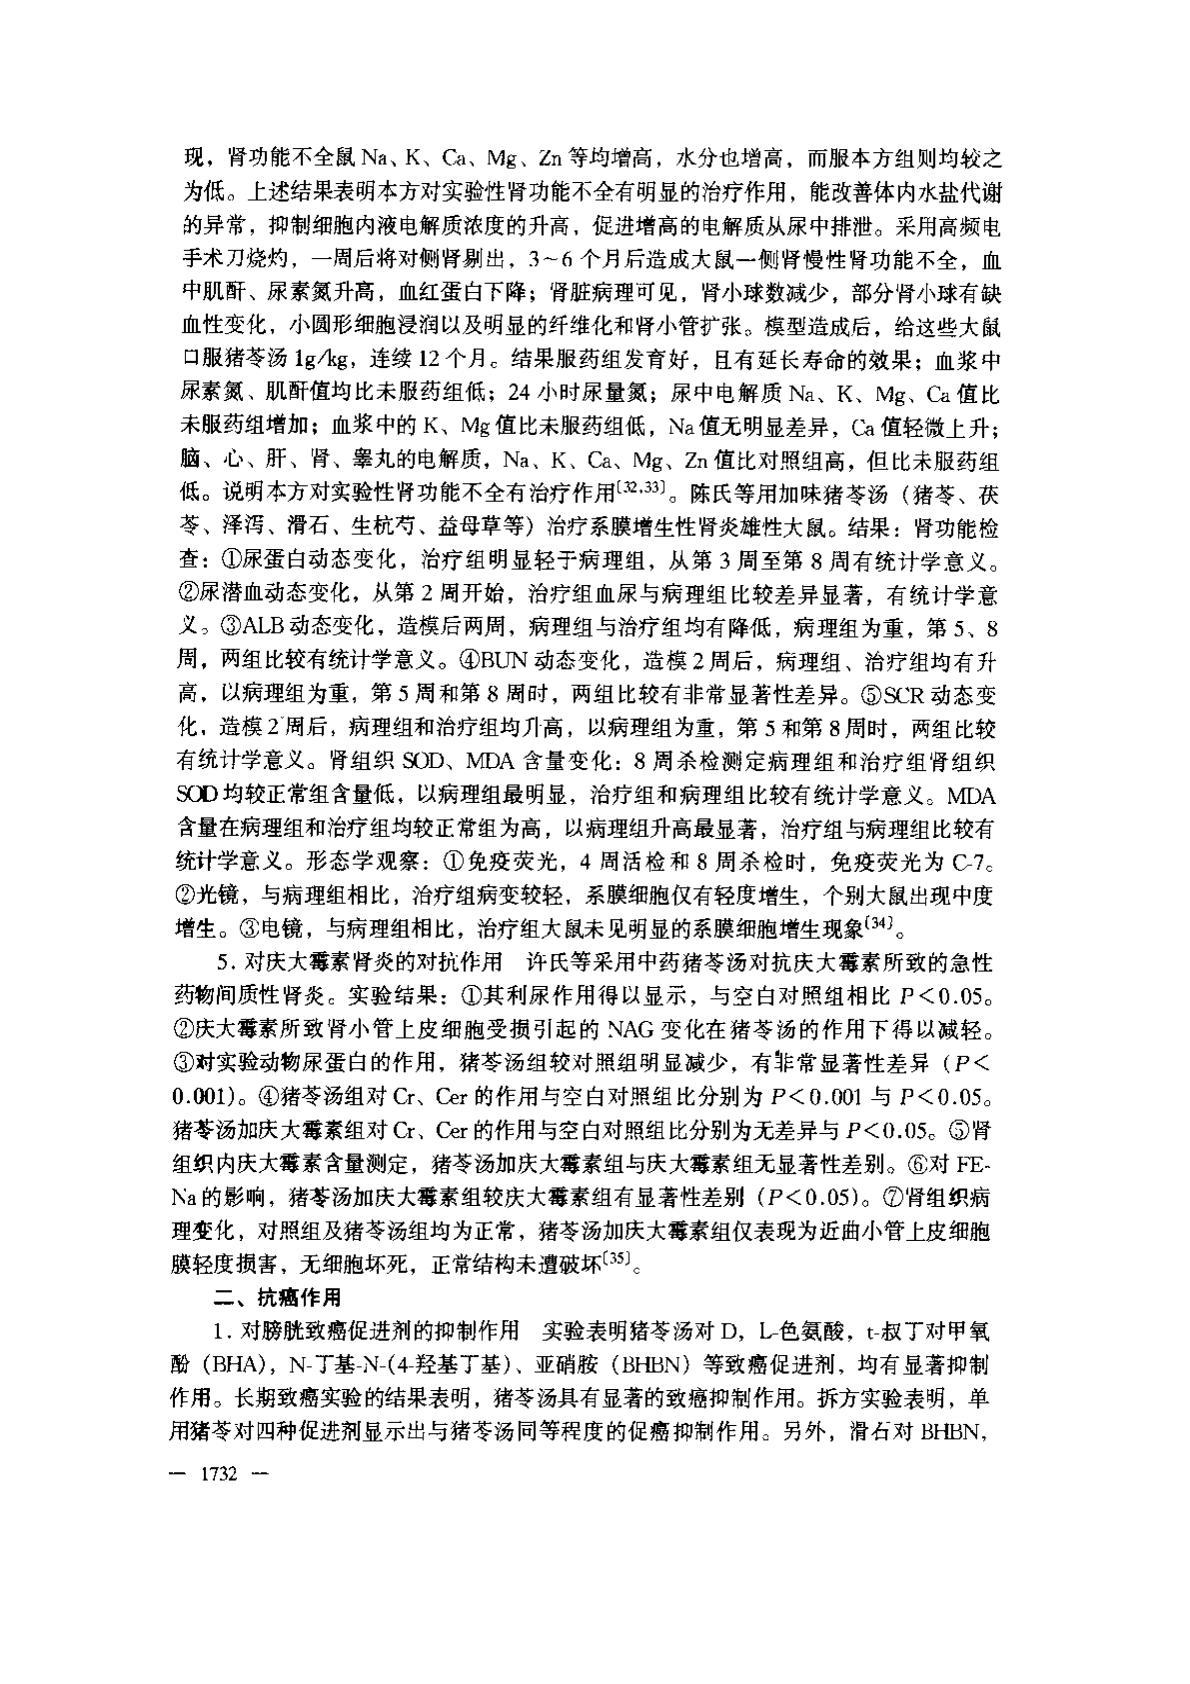 现，肾功能不全鼠 Na、K、Ca、Mg、Zn 等均增高，水分也增高，而服本方组则均较之
为低。上述结果表明本方对实验性肾功能不全有明显的治疗作用，能改善体内水盐代谢
的异常，抑制细胞内液电解质浓度的升高，促进增高的电解质从尿中排泄。采用高频电
手术刀烧灼，一周后将对侧肾剔出，3~6 个月后造成大鼠一侧肾慢性肾功能不全，血
中肌酐、尿素氮升高，血红蛋白下降；肾脏病理可见，肾小球数减少，部分肾小球有缺
血性变化，小圆形细胞浸润以及明显的纤维化和肾小管扩张。模型造成后，给这些大鼠
口服猪苓汤 1g/kg，连续 12 个月。结果服药组发育好，且有延长寿命的效果；血浆中
尿素氮、肌酐值均比未服药组低；24 小时尿量氮；尿中电解质 Na、K、Mg、Ca 值比
未服药组增加；血浆中的 K、Mg 值比未服药组低，Na 值无明显差异，Ca 值轻微上升；
脑、心、肝、肾、睾丸的电解质，Na、K、Ca、Mg、Zn 值比对照组高，但比未服药组
低。说明本方对实验性肾功能不全有治疗作用〔32,33〕。陈氏等用加味猪苓汤（猪苓、茯
苓、泽泻、滑石、生杭芍、益母草等）治疗系膜增生性肾炎雄性大鼠。结果：肾功能检
查：①尿蛋白动态变化，治疗组明显轻于病理组，从第 3 周至第 8 周有统计学意义。
②尿潜血动态变化，从第 2 周开始，治疗组血尿与病理组比较差异显著，有统计学意
义。③ALB 动态变化，造模后两周，病理组与治疗组均有降低，病理组为重，第 5、8
周，两组比较有统计学意义。④BUN 动态变化，造模 2 周后，病理组、治疗组均有升
高，以病理组为重，第 5 周和第 8 周时，两组比较有非常显著性差异。⑤SCR 动态变
化，造模 2 周后，病理组和治疗组均升高，以病理组为重，第 5 和第 8 周时，两组比较
有统计学意义。肾组织 SOD、MDA 含量变化：8 周杀检测定病理组和治疗组肾组织
SOD 均较正常组含量低，以病理组最明显，治疗组和病理组比较有统计学意义。MDA
含量在病理组和治疗组均较正常组为高，以病理组升高最显著，治疗组与病理组比较有
统计学意义。形态学观察：①免疫荧光，4 周活检和 8 周杀检时，免疫荧光为 C-7。
②光镜，与病理组相比，治疗组病变较轻，系膜细胞仅有轻度增生，个别大鼠出现中度
增生。③电镜，与病理组相比，治疗组大鼠未见明显的系膜细胞增生现象〔34〕。
5. 对庆大霉素肾炎的对抗作用　许氏等采用中药猪苓汤对抗庆大霉素所致的急性
药物间质性肾炎。实验结果：①其利尿作用得以显示，与空白对照组相比 P＜0.05。
②庆大霉素所致肾小管上皮细胞受损引起的 NAG 变化在猪苓汤的作用下得以减轻。
③对实验动物尿蛋白的作用，猪苓汤组较对照组明显减少，有非常显著性差异（P＜
0.001）。④猪苓汤组对 Cr、Cer 的作用与空白对照组比分别为 P＜0.001 与 P＜0.05。
猪苓汤加庆大霉素组对 Cr、Cer 的作用与空白对照组比分别为无差异与 P＜0.05。⑤肾
组织内庆大霉素含量测定，猪苓汤加庆大霉素组与庆大霉素组无显著性差别。⑥对 FE-
Na 的影响，猪苓汤加庆大霉素组较庆大霉素组有显著性差别（P＜0.05）。⑦肾组织病
理变化，对照组及猪苓汤组均为正常，猪苓汤加庆大霉素组仅表现为近曲小管上皮细胞
膜轻度损害，无细胞坏死，正常结构未遭破坏〔35〕。
二、抗癌作用
1. 对膀胱致癌促进剂的抑制作用　实验表明猪苓汤对 D，L-色氨酸，t-叔丁对甲氧
酚（BHA），N-丁基-N-(4-羟基丁基)、亚硝胺（BHBN）等致癌促进剂，均有显著抑制
作用。长期致癌实验的结果表明，猪苓汤具有显著的致癌抑制作用。拆方实验表明，单
用猪苓对四种促进剂显示出与猪苓汤同等程度的促癌抑制作用。另外，滑石对 BHBN，
— 1732 —